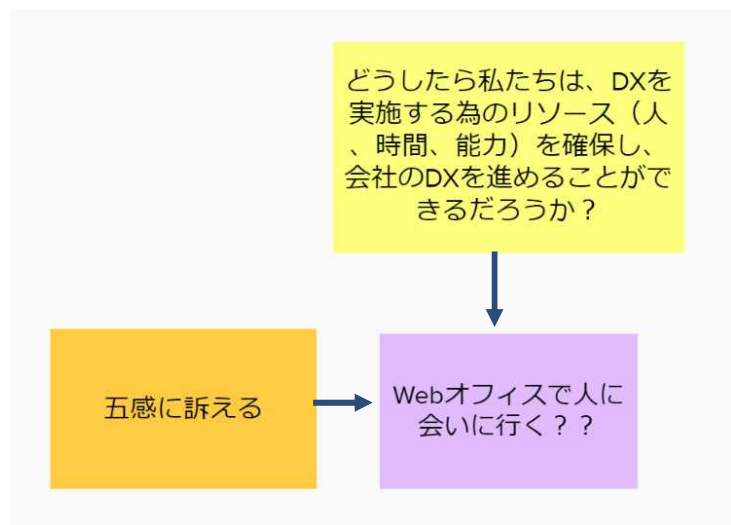 どうしたら私たちは、DXを
実施する為のリソース（人
、時間、能力）を確保し、
会社のDXを進めることがで
きるだろうか？
五感に訴える
Webオフィスで人に
会いに行く？？